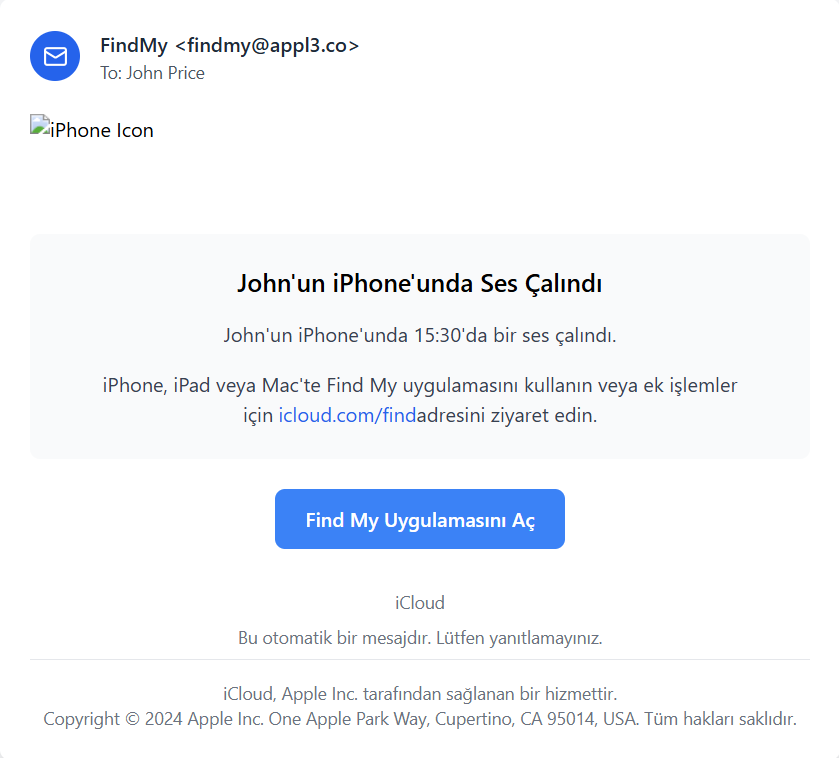 FindMy <findmy@appl3.co>
To: John Price
iPhone Icon
John'un iPhone'unda Ses Çalındı
John'un iPhone'unda 15:30'da bir ses çalındı.
iPhone, iPad veya Mac'te Find My uygulamasını kullanın veya ek işlemler
için icloud.com/findadresini ziyaret edin.
Find My Uygulamasını Aç
iCloud
Bu otomatik bir mesajdır. Lütfen yanıtlamayınız.
iCloud, Apple Inc. tarafından sağlanan bir hizmettir.
Copyright © 2024 Apple Inc. One Apple Park Way, Cupertino, CA 95014, USA. Tüm hakları saklıdır.